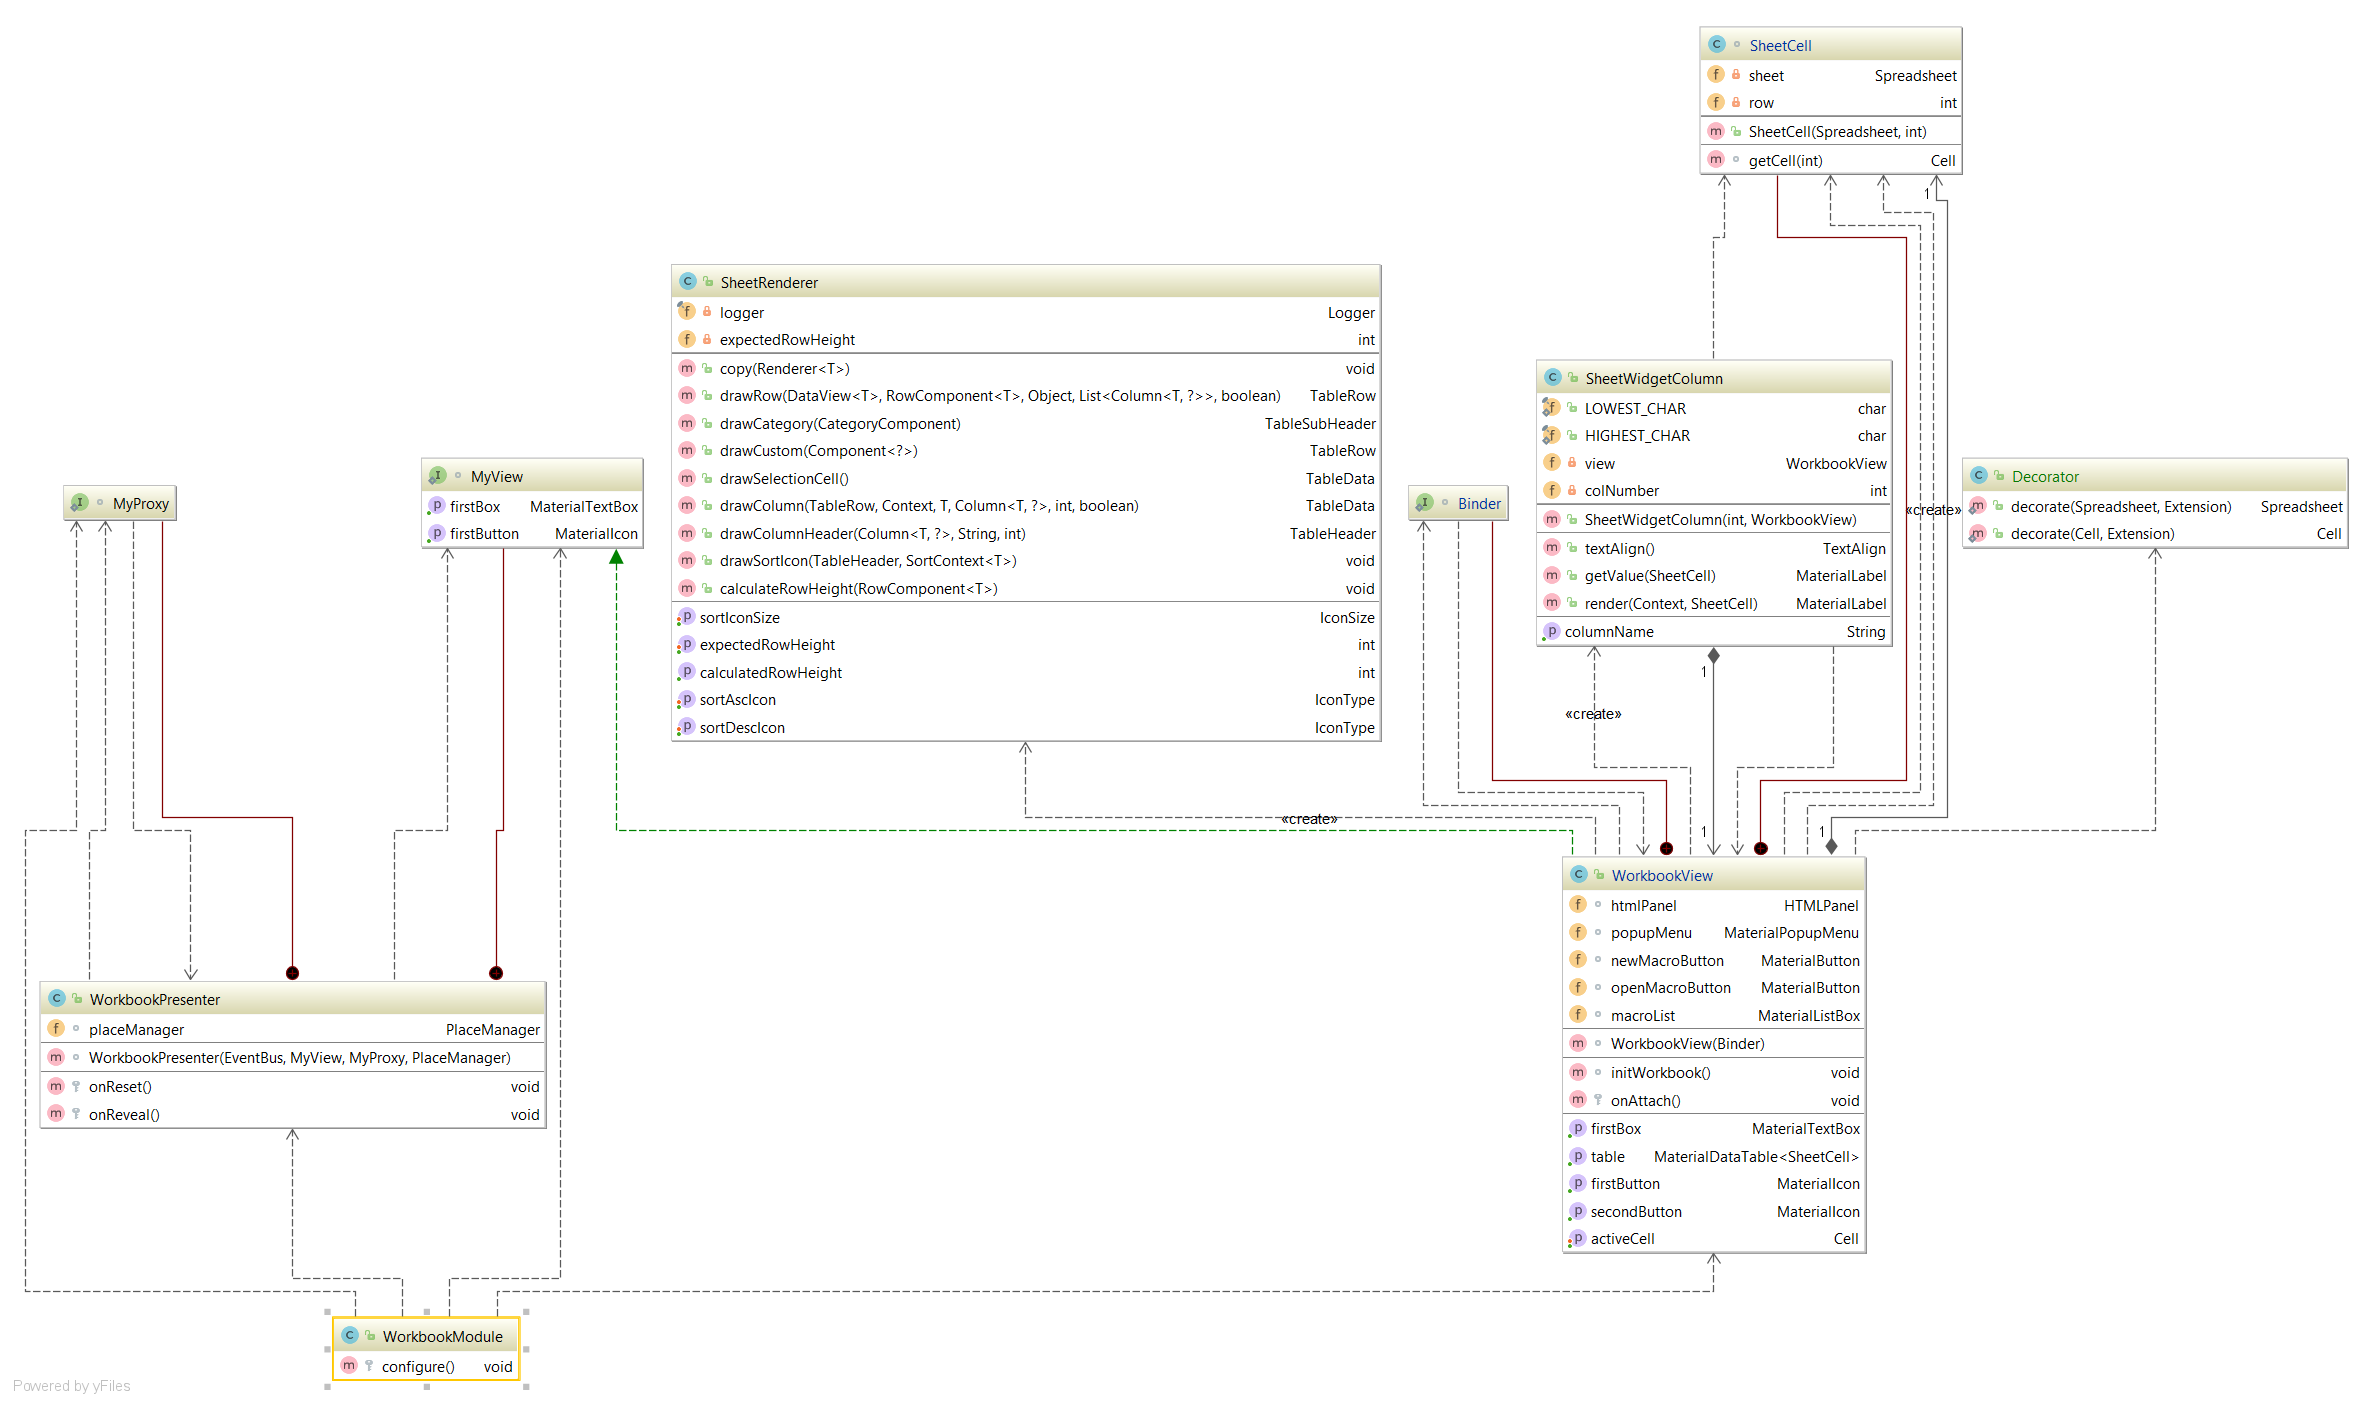 SheetCell
sheet Spreadsheet
row int
SheetCell(Spreadsheet, int)
getCell(int) Cell
1
SheetRenderer
logger Logger
expectedRowHeight int
copy(Renderer<T>) void
drawRow(DataView<T>, RowComponent<T>, Object, List<Column<T, ?>>, boolean) TableRow
drawCategory(CategoryComponent) TableSubHeader
drawCustom(Component<?>) TableRow
drawSelectionCell() TableData
drawColumn(TableRow, Context, T, Column<T, ?>, int, boolean) TableData
drawColumnHeader(Column<T, ?>, String, int) TableHeader
drawSortIcon(TableHeader, SortContext<T>) void
calculateRowHeight(RowComponent<T>) void
sortIconSize IconSize
expectedRowHeight int
calculatedRowHeight int
sortAscIcon IconType
sortDescIcon IconType
SheetWidgetColumn
LOWEST_CHAR char
HIGHEST_CHAR char
view WorkbookView
colNumber int
SheetWidgetColumn(int, WorkbookView)
textAlign() TextAlign
getValue(SheetCell) MaterialLabel
render(Context, SheetCell) MaterialLabel
columnName String
MyProxy
MyView
firstBox MaterialTextBox
firstButton MaterialIcon
Binder
«create»
Decorator
decorate(Spreadsheet, Extension) Spreadsheet
decorate(Cell, Extension) Cell
1
«create»
«create»
1
1
WorkbookView
htmlPanel HTMLPanel
popupMenu MaterialPopupMenu
newMacroButton MaterialButton
openMacroButton MaterialButton
macroList MaterialListBox
WorkbookView(Binder)
initWorkbook() void
onAttach() void
firstBox MaterialTextBox
table MaterialDataTable<SheetCell>
firstButton MaterialIcon
secondButton MaterialIcon
activeCell Cell
WorkbookPresenter
placeManager PlaceManager
WorkbookPresenter(EventBus, MyView, MyProxy, PlaceManager)
onReset() void
onReveal() void
WorkbookModule
configure() void
Powered by yFiles